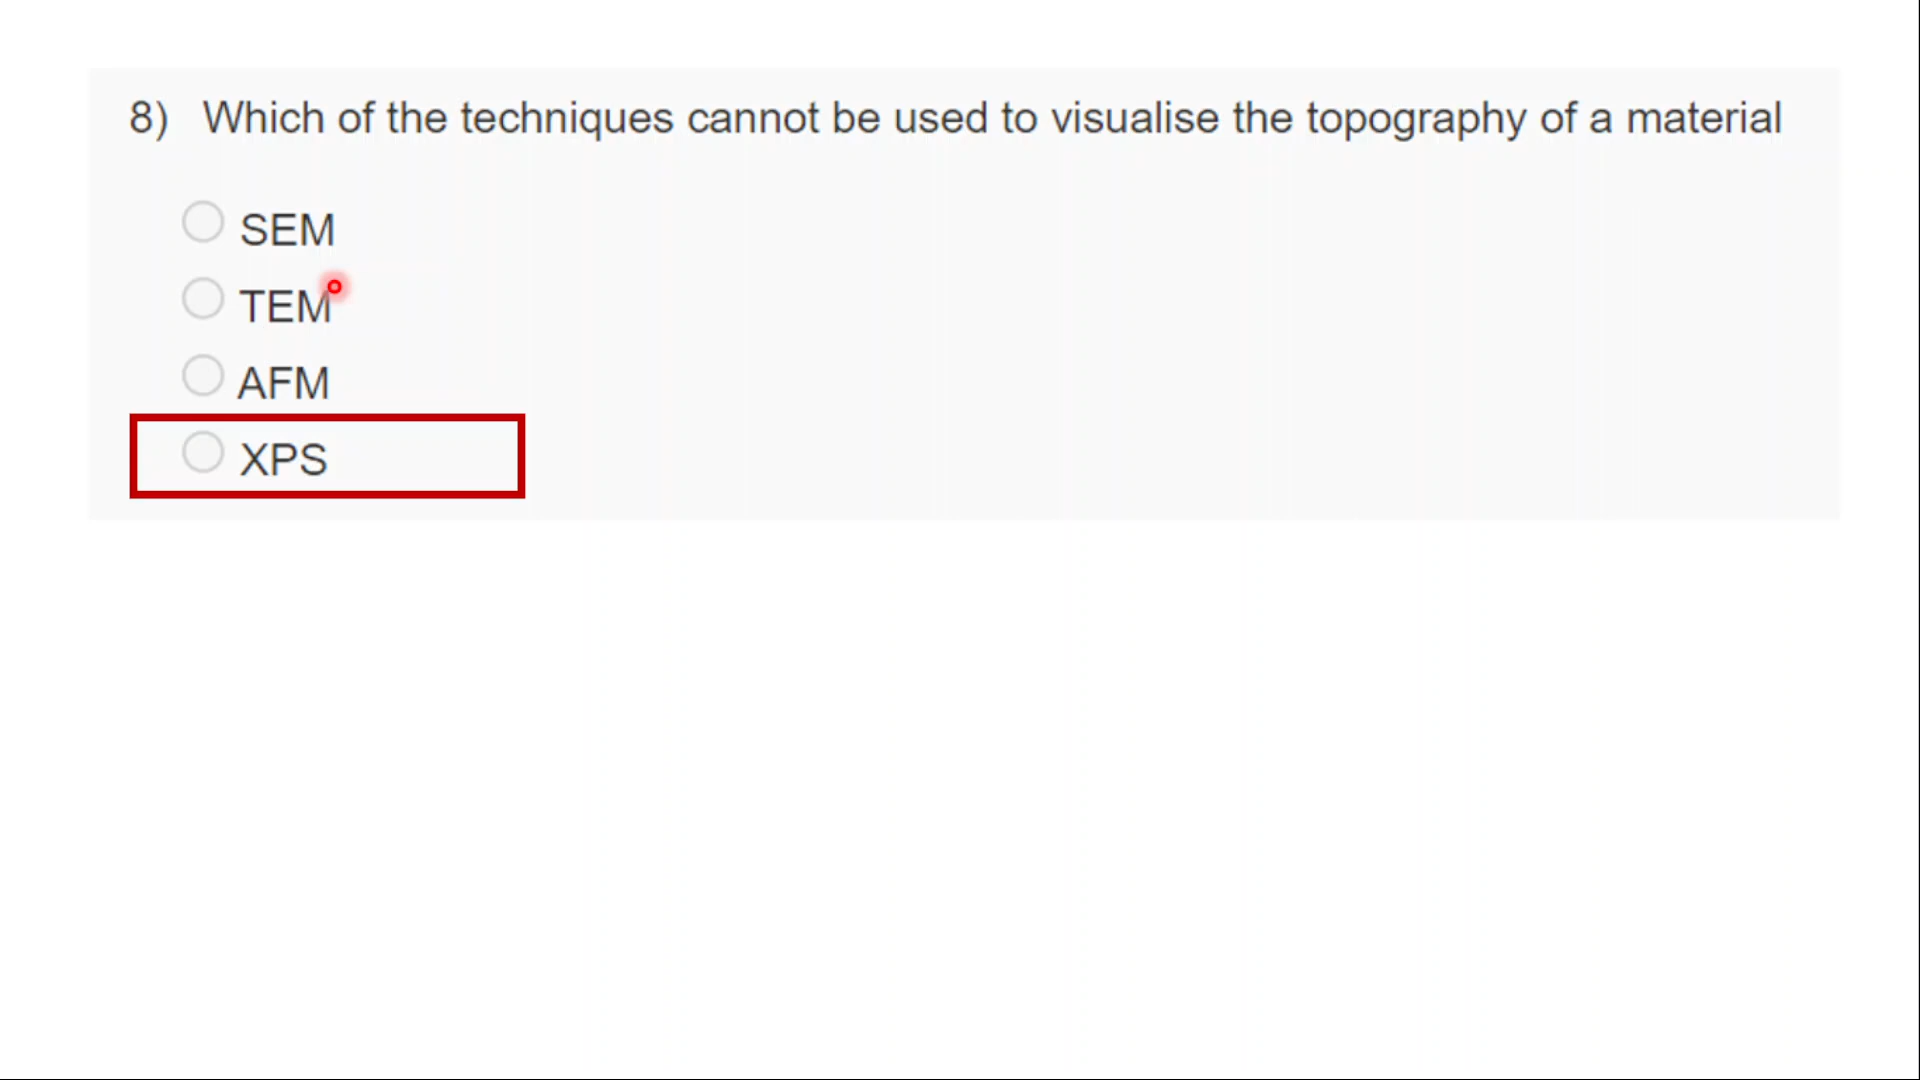 8) Which of the techniques cannot be used to visualise the topography of a material
SEM
TEM
AFM
XPS